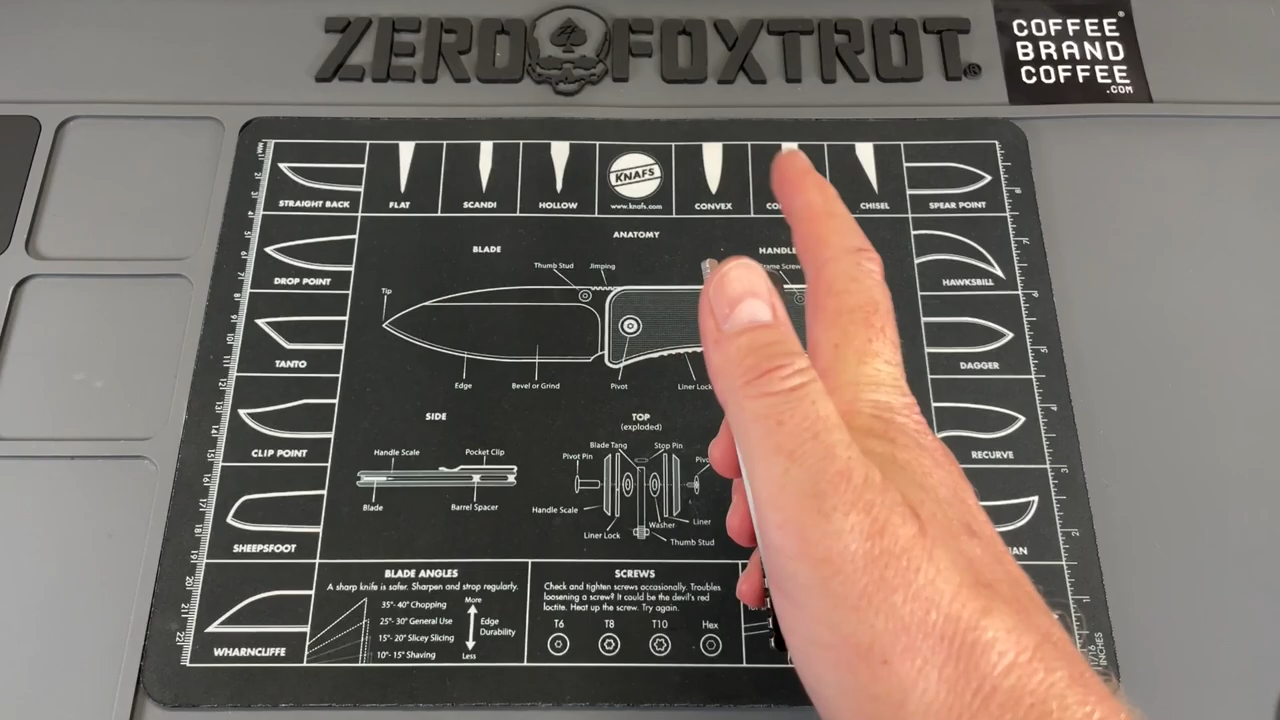 ZERO FOXTROT
COFFEE
BRAND
COFFEE
.COM
MM
STRAIGHT BACK
FLAT
SCANDI
HOLLOW
KNAFS
www.knafs.com
CONVEX
CHISEL
SPEAR POINT
DROP POINT
TANTO
CLIP POINT
SHEEPSFOOT
WHARNCLIFFE
ANATOMY
BLADE
HANDLE
Thumb Stud
Jimping
Frame Screw
Tip
Edge
Bevel or Grind
Pivot
Liner Lock
HAWKSBILL
DAGGER
RECURVE
SIDE
Handle Scale
Pocket Clip
Blade
Barrel Spacer
TOP
(exploded)
Blade Tang
Stop Pin
Pivot Pin
Handle Scale
Liner Lock
Washer
Liner
Thumb Stud
BLADE ANGLES
A sharp knife is safer. Sharpen and strop regularly.
35°- 40° Chopping
25°- 30° General Use
15°- 20° Slicey Slicing
10°- 15° Shaving
More
Edge
Durability
Less
SCREWS
Check and tighten screws occasionally. Troubles
loosening a screw? It could be the devil's red
loctite. Heat up the screw. Try again.
T6 T8 T10 Hex
1/16
INCHES